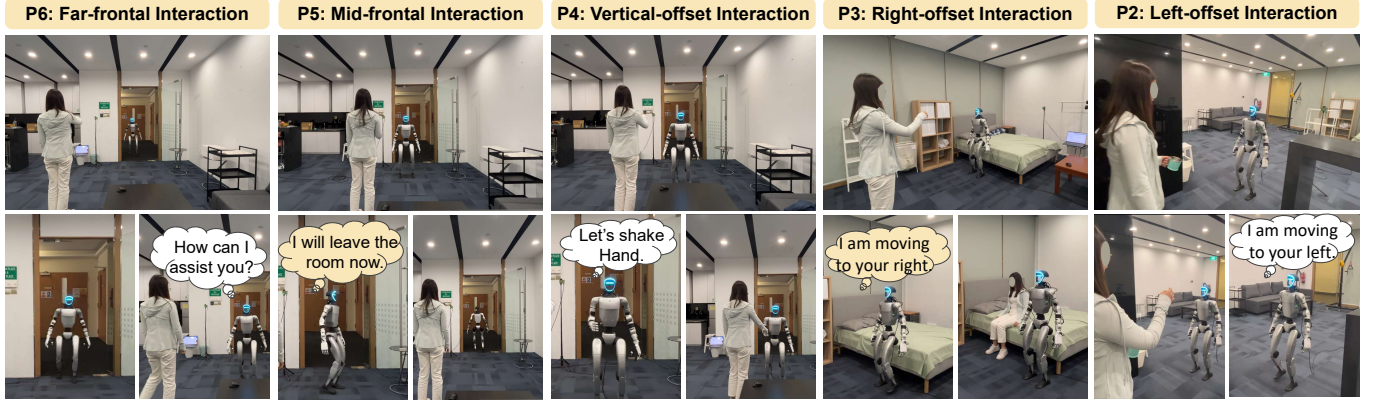 P6: Far-frontal Interaction
P5: Mid-frontal Interaction
P4: Vertical-offset Interaction
P3: Right-offset Interaction
P2: Left-offset Interaction
How can I
assist you?
I will leave the
room now.
Let's shake
Hand.
I am moving
to your right.
I am moving
to your left.